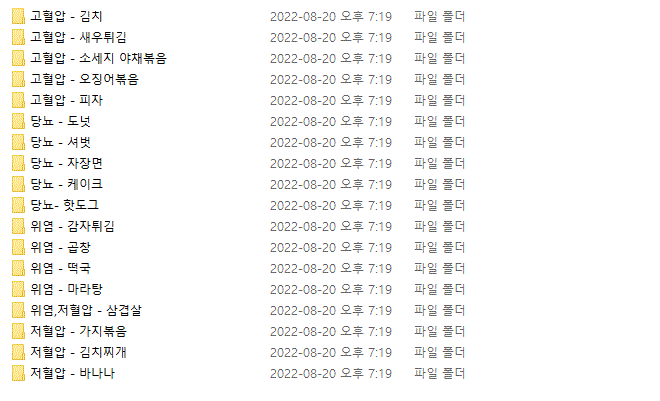 고혈압 - 김치 2022-08-20 오후 7:19 파일 폴더
고혈압 - 새우튀김 2022-08-20 오후 7:19 파일 폴더
고혈압 - 소세지 야채볶음 2022-08-20 오후 7:19 파일 폴더
고혈압 - 오징어볶음 2022-08-20 오후 7:19 파일 폴더
고혈압 - 피자 2022-08-20 오후 7:19 파일 폴더
당뇨 - 도넛 2022-08-20 오후 7:19 파일 폴더
당뇨 - 셔벗 2022-08-20 오후 7:19 파일 폴더
당뇨 - 자장면 2022-08-20 오후 7:19 파일 폴더
당뇨 - 케이크 2022-08-20 오후 7:19 파일 폴더
당뇨- 핫도그 2022-08-20 오후 7:19 파일 폴더
위염 - 감자튀김 2022-08-20 오후 7:19 파일 폴더
위염 - 곱창 2022-08-20 오후 7:19 파일 폴더
위염 - 떡국 2022-08-20 오후 7:19 파일 폴더
위염 - 마라탕 2022-08-20 오후 7:19 파일 폴더
위염,저혈압 - 삼겹살 2022-08-20 오후 7:19 파일 폴더
저혈압 - 가지볶음 2022-08-20 오후 7:19 파일 폴더
저혈압 - 김치찌개 2022-08-20 오후 7:19 파일 폴더
저혈압 - 바나나 2022-08-20 오후 7:19 파일 폴더